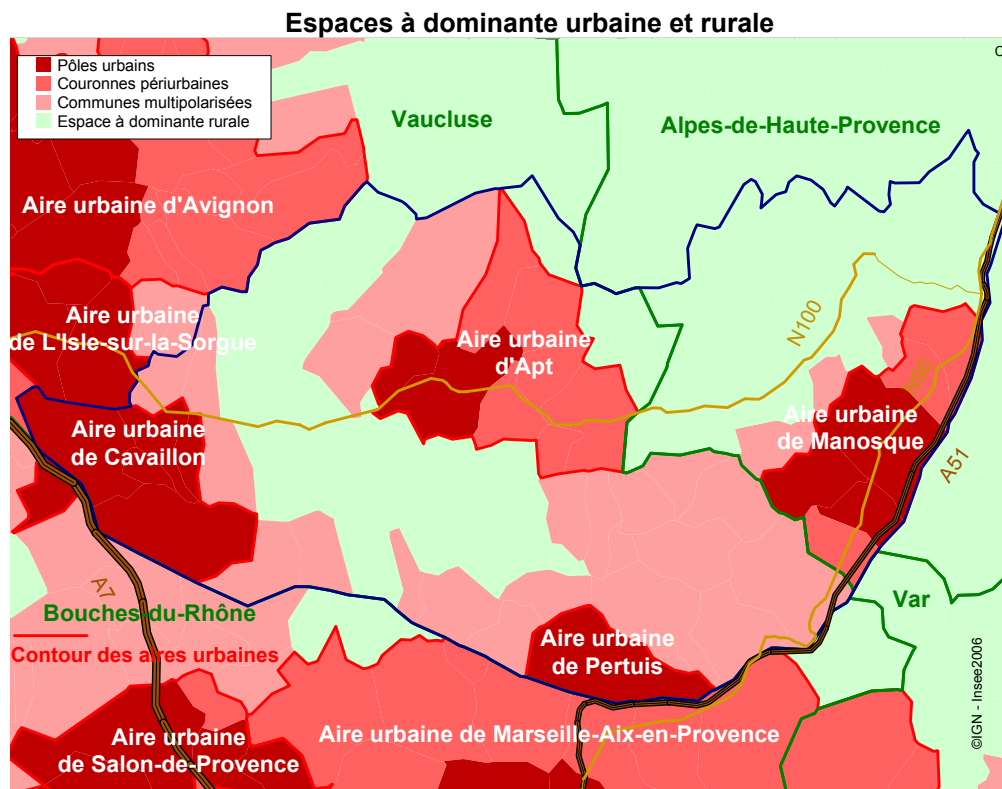 Espaces à dominante urbaine et rurale
Pôles urbains
Couronnes périurbaines
Communes multipolarisées
Espace à dominante rurale
Vaucluse
Alpes-de-Haute-Provence
Aire urbaine d'Avignon
Aire urbaine
de L'Isle-sur-la-Sorgue
Aire urbaine
d'Apt
N100
N96
Aire urbaine
de Cavaillon
Aire urbaine
de Manosque
A51
A7
Bouches-du-Rhône
Var
Contour des aires urbaines
Aire urbaine
de Pertuis
Aire urbaine
de Salon-de-Provence
Aire urbaine de Marseille-Aix-en-Provence
©IGN - Insee2006